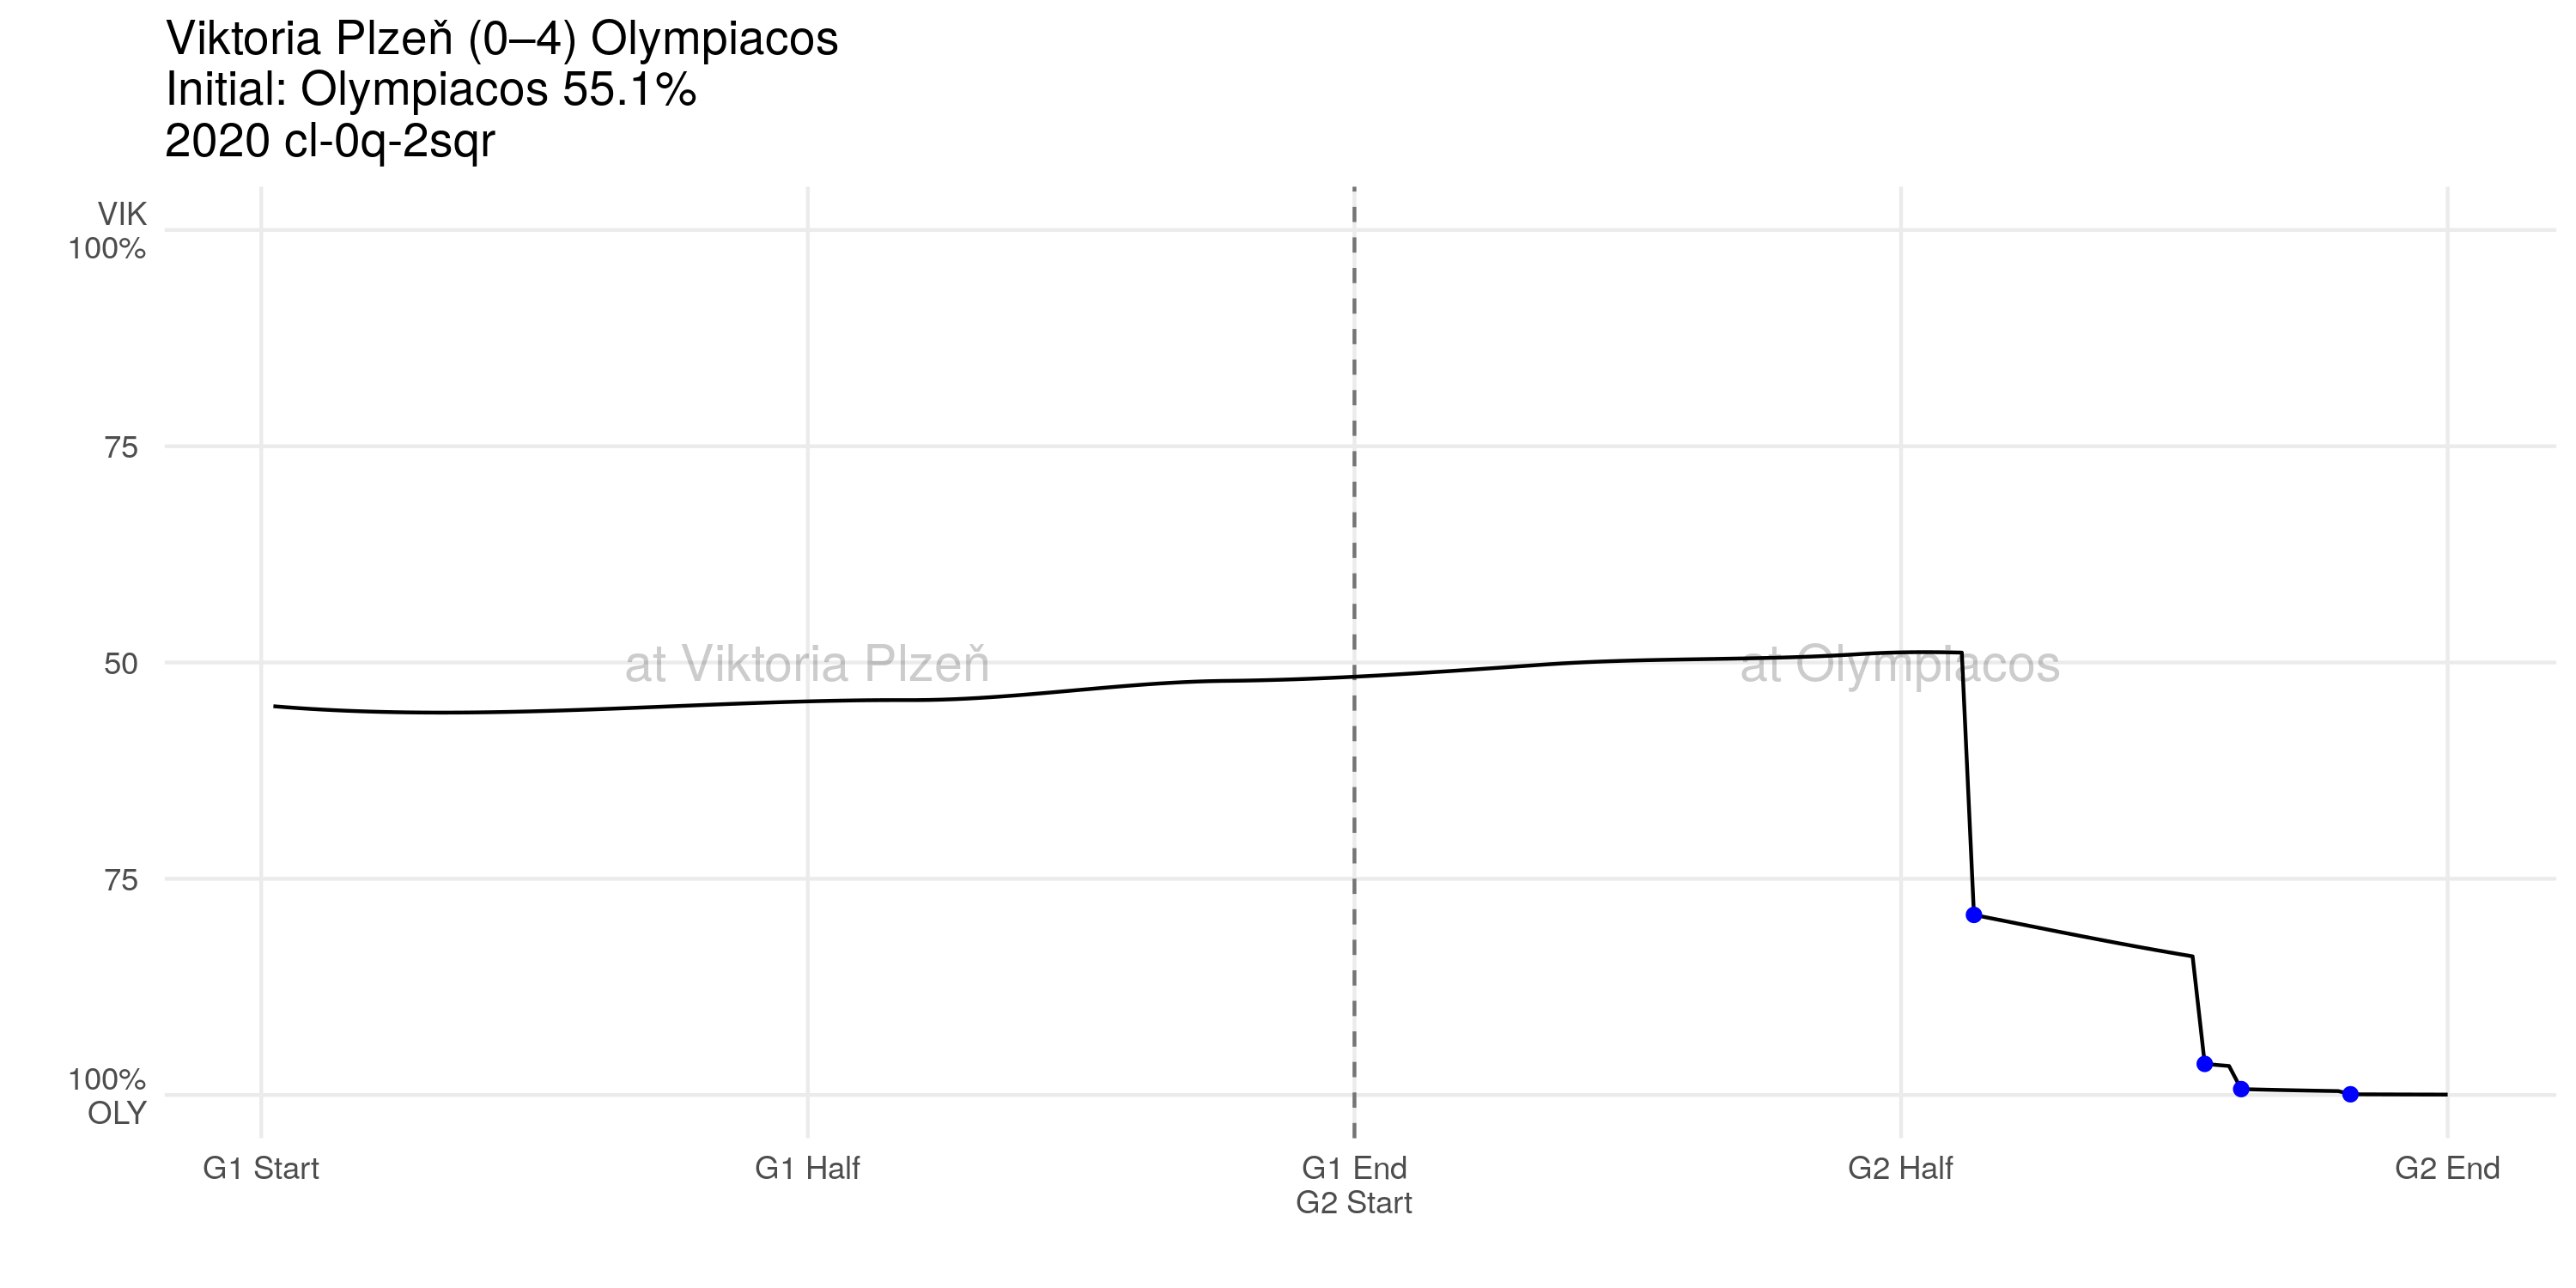 Viktoria Plzeň (0–4) Olympiacos
Initial: Olympiacos 55.1%
2020 cl-0q-2sqr
VIK
100%
75
50
75
100%
OLY
at Viktoria Plzeň
at Olympiacos
G1 Start
G1 Half
G1 End
G2 Start
G2 Half
G2 End